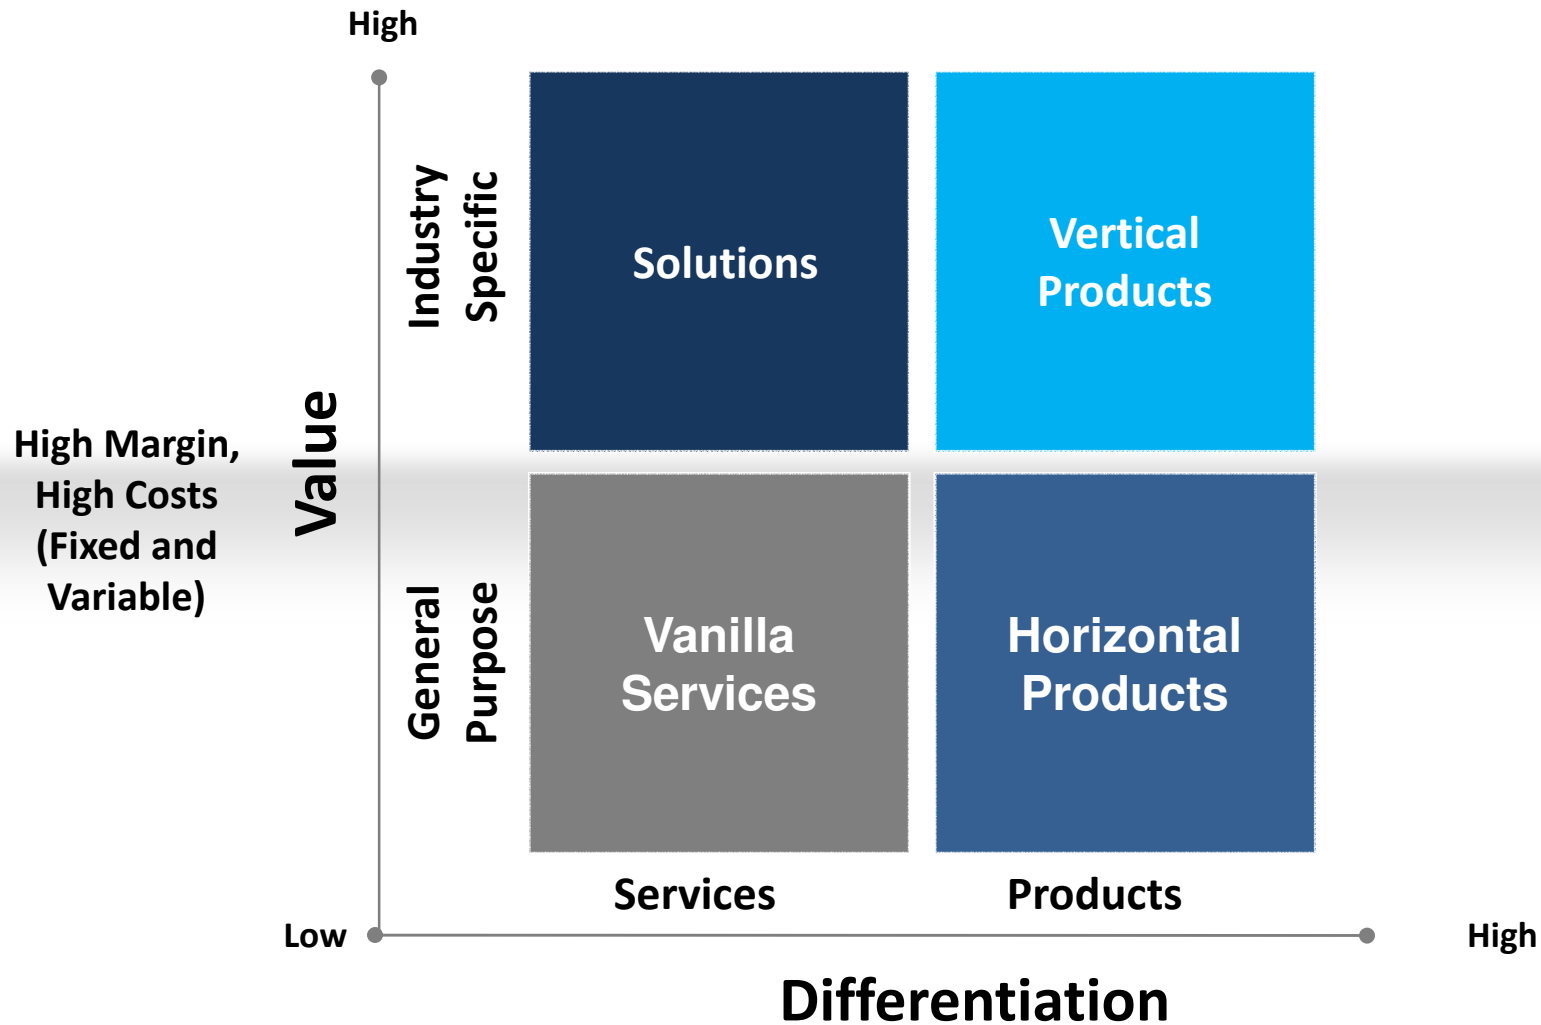 High
Industry
Specific
Solutions
Vertical
Products
High Margin,
High Costs
(Fixed and
Variable)
Value
General
Purpose
Vanilla
Services
Horizontal
Products
Services
Products
Low
High
Differentiation